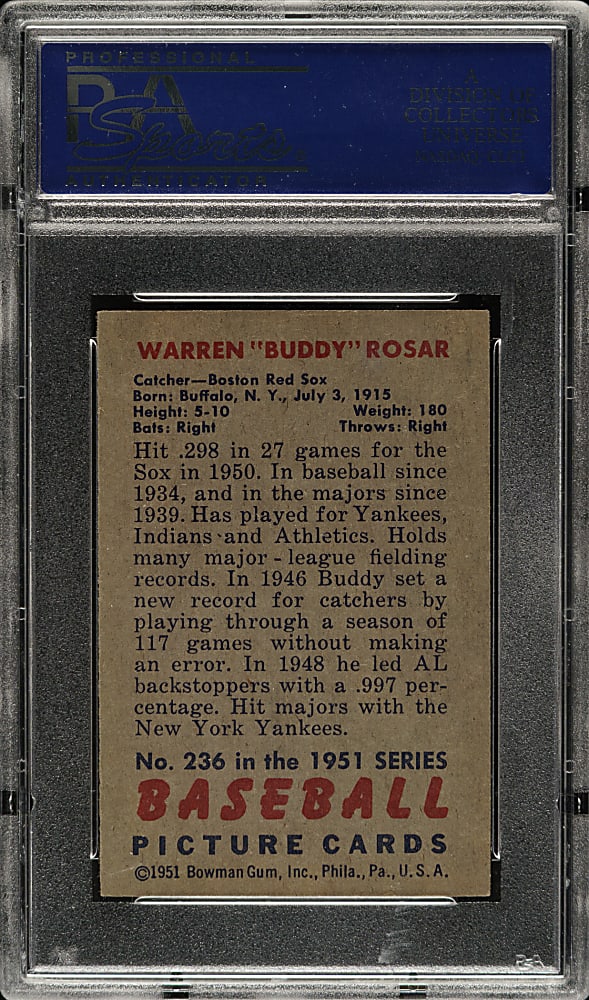 PROFESSIONAL
PSA
Sports
AUTHENTICATOR
A
DIVISION OF
COLLECTORS
UNIVERSE
WARREN "BUDDY" ROSAR
Catcher—Boston Red Sox
Born: Buffalo, N. Y., July 3, 1915
Height: 5-10 Weight: 180
Bats: Right Throws: Right
Hit .298 in 27 games for the
Sox in 1950. In baseball since
1934, and in the majors since
1939. Has played for Yankees,
Indians and Athletics. Holds
many major-league fielding
records. In 1946 Buddy set a
new record for catchers by
playing through a season of
117 games without making
an error. In 1948 he led AL
backstoppers with a .997 per-
centage. Hit majors with the
New York Yankees.
No. 236 in the 1951 SERIES
BASEBALL
PICTURE CARDS
©1951 Bowman Gum, Inc., Phila., Pa., U. S. A.
PSA